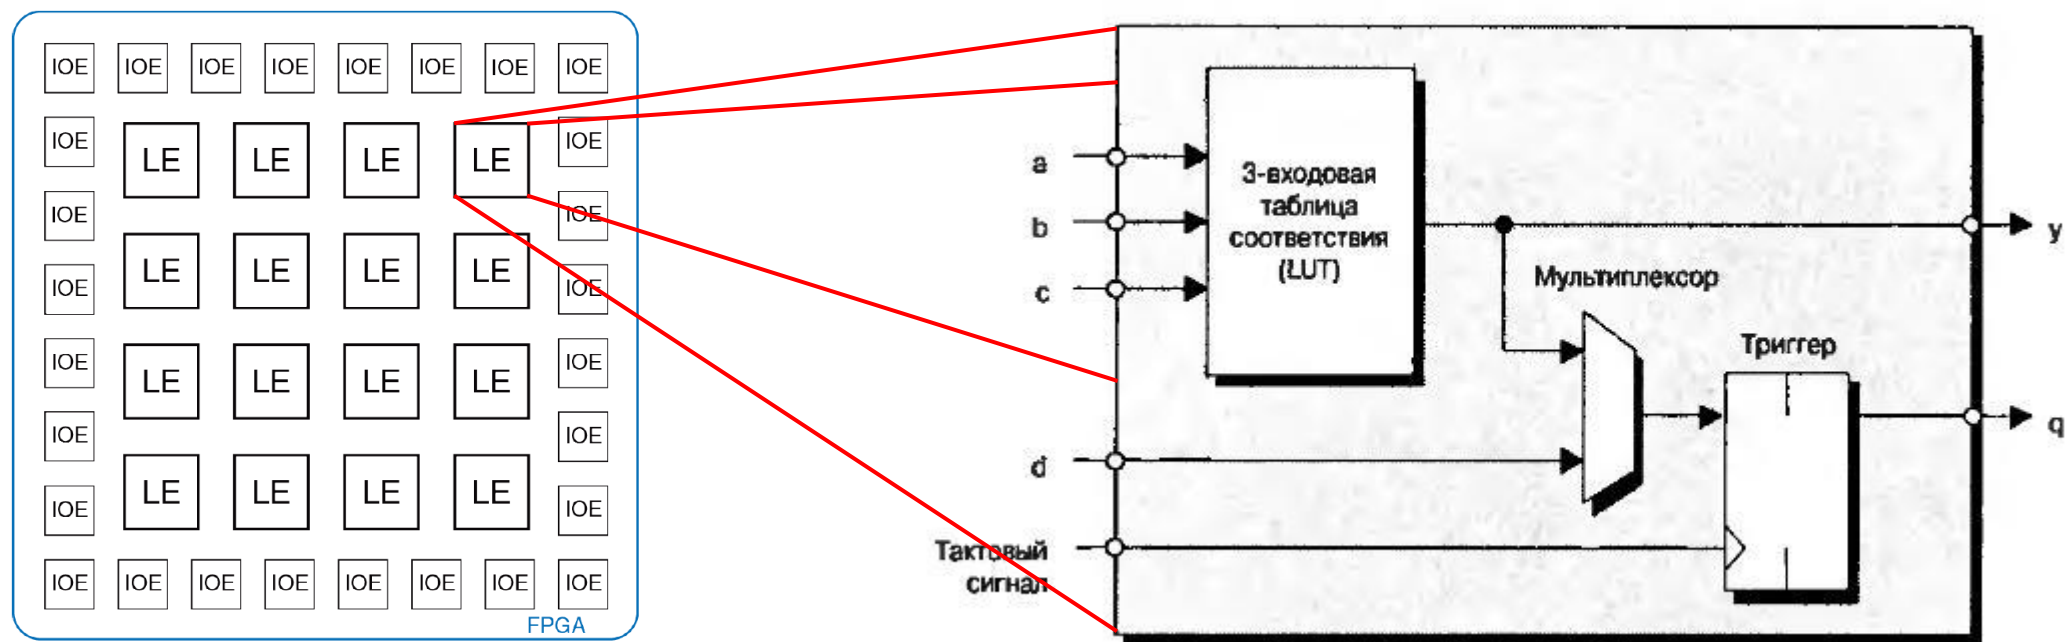 IOE IOE IOE IOE IOE IOE IOE IOE
IOE IOE
LE LE LE LE
IOE IOE
LE LE LE LE
IOE IOE
IOE IOE
LE LE LE LE
IOE IOE
LE LE LE LE
IOE IOE
IOE IOE IOE IOE IOE IOE IOE IOE
FPGA
a
b
c
d
Тактовый
сигнал
3-входовая
таблица
соответствия
(LUT)
Мультиплексор
Триггер
y
q